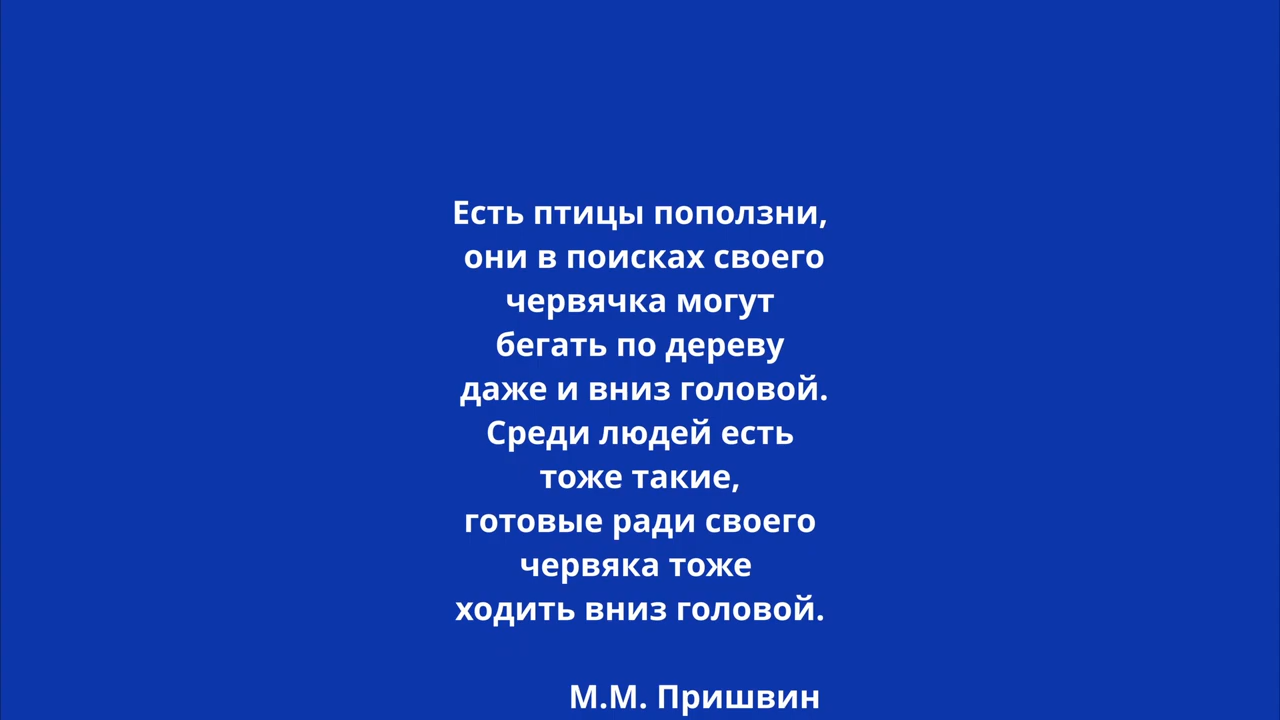 Есть птицы поползни,
они в поисках своего
червячка могут
бегать по дереву
даже и вниз головой.
Среди людей есть
тоже такие,
готовые ради своего
червяка тоже
ходить вниз головой.
М.М. Пришвин